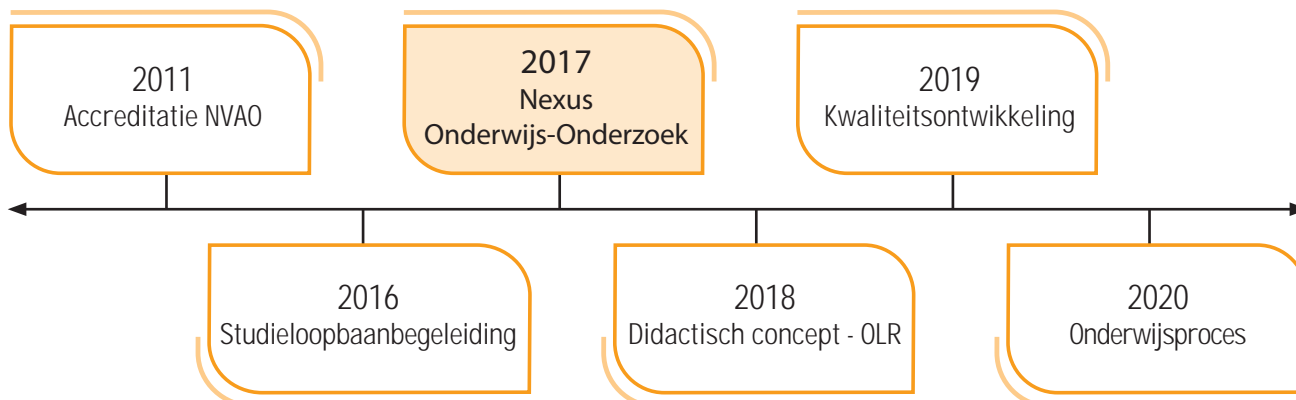 2011
Accreditatie NVAO
2017
Nexus
Onderwijs-Onderzoek
2019
Kwaliteitsontwikkeling
2016
Studieloopbaanbegeleiding
2018
Didactisch concept - OLR
2020
Onderwijsproces